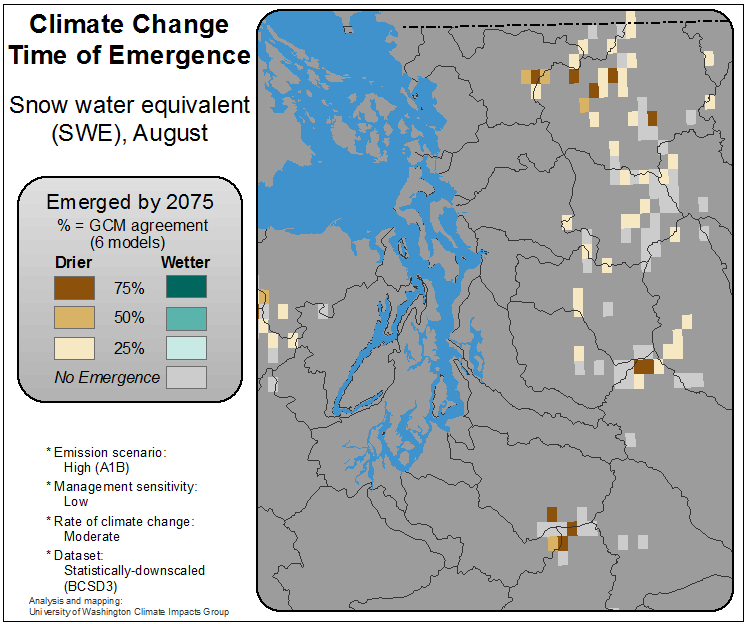 Climate Change
Time of Emergence
Snow water equivalent
(SWE), August
Emerged by 2075
% = GCM agreement
(6 models)
Drier Wetter
75%
50%
25%
No Emergence
* Emission scenario:
High (A1B)
* Management sensitivity:
Low
* Rate of climate change:
Moderate
* Dataset:
Statistically-downscaled
(BCSD3)
Analysis and mapping:
University of Washington Climate Impacts Group